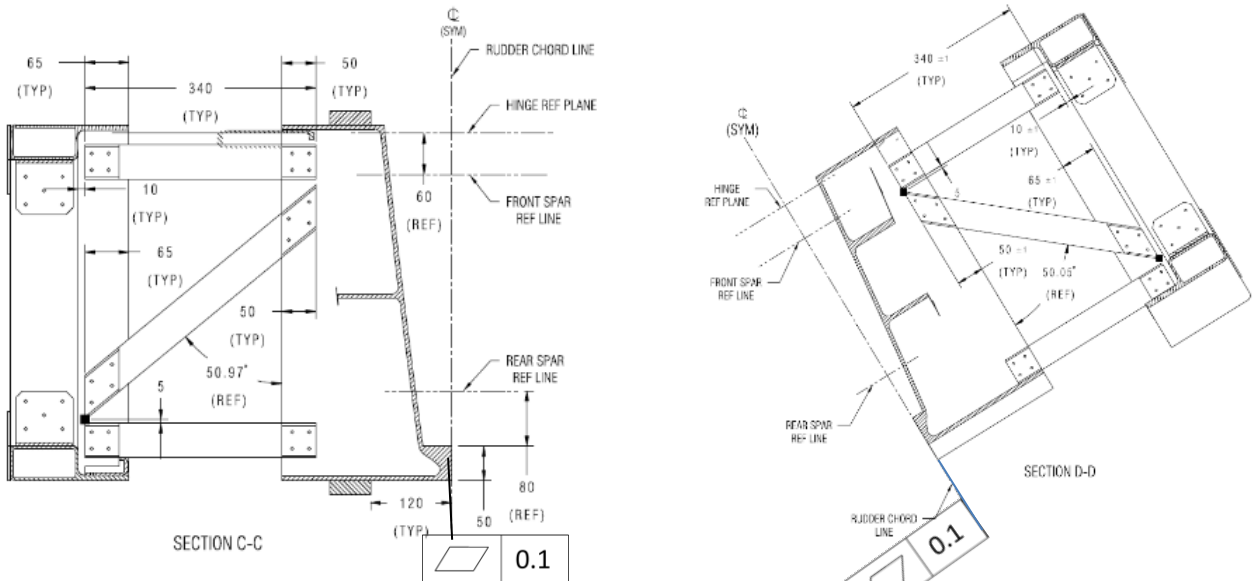 ℄
(SYM)
RUDDER CHORD LINE
65
(TYP)
340
(TYP)
50
(TYP)
HINGE REF PLANE
60
(REF)
FRONT SPAR
REF LINE
10
(TYP)
65
(TYP)
50
(TYP)
50.97°
(REF)
REAR SPAR
REF LINE
5
80
(REF)
120
(TYP)
50
SECTION C-C
0.1
340 ±1
(TYP)
℄
(SYM)
10 ±1
(TYP)
65 ±1
(TYP)
5
HINGE
REF PLANE
50 ±1
(TYP)
50.05°
(REF)
FRONT SPAR
REF LINE
REAR SPAR
REF LINE
SECTION D-D
RUDDER CHORD
LINE
0.1